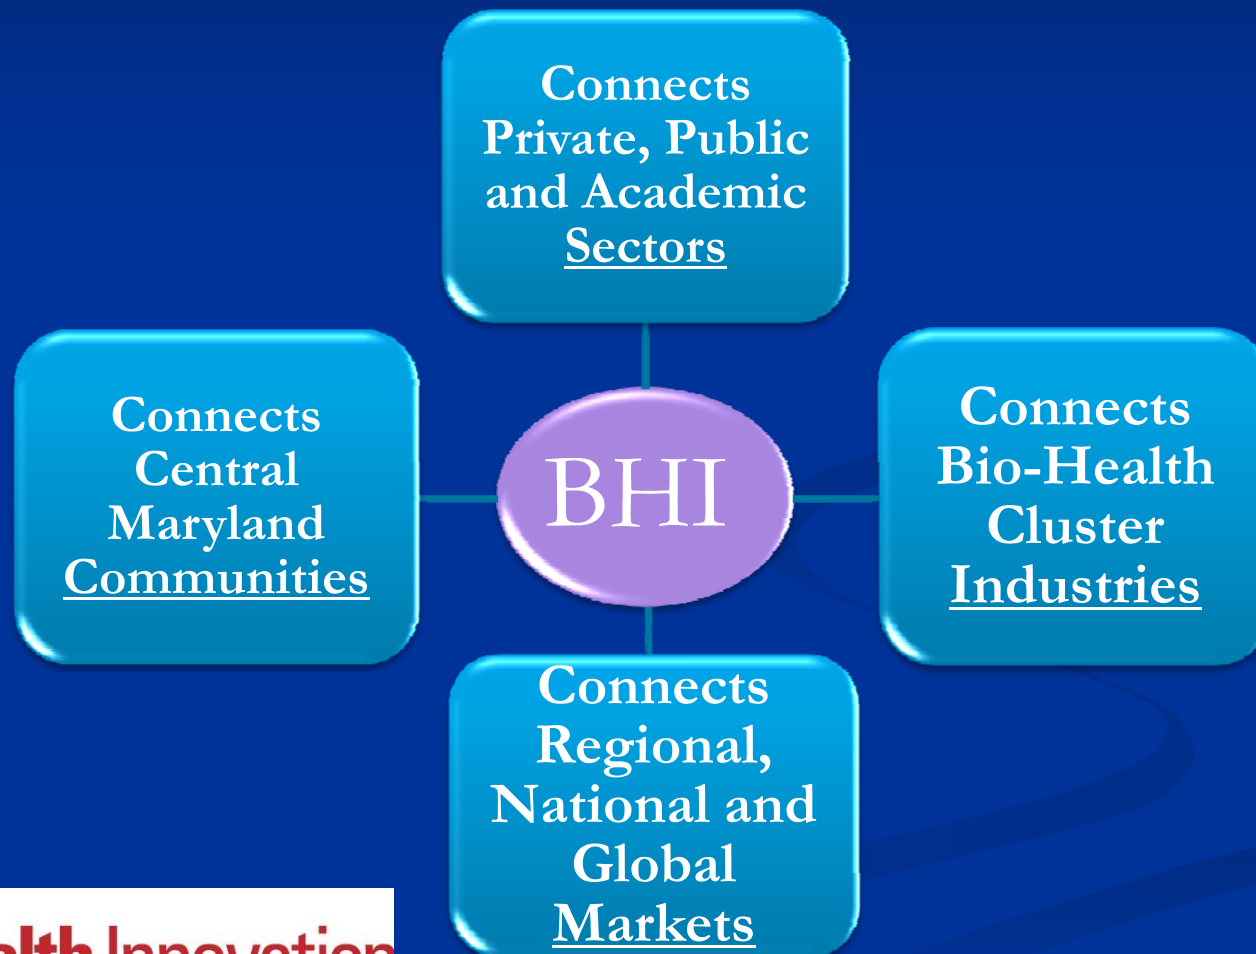 Connects
Private, Public
and Academic
Sectors
Connects
Central
Maryland
Communities
BHI
Connects
Bio-Health
Cluster
Industries
Connects
Regional,
National and
Global
Markets
Innovation